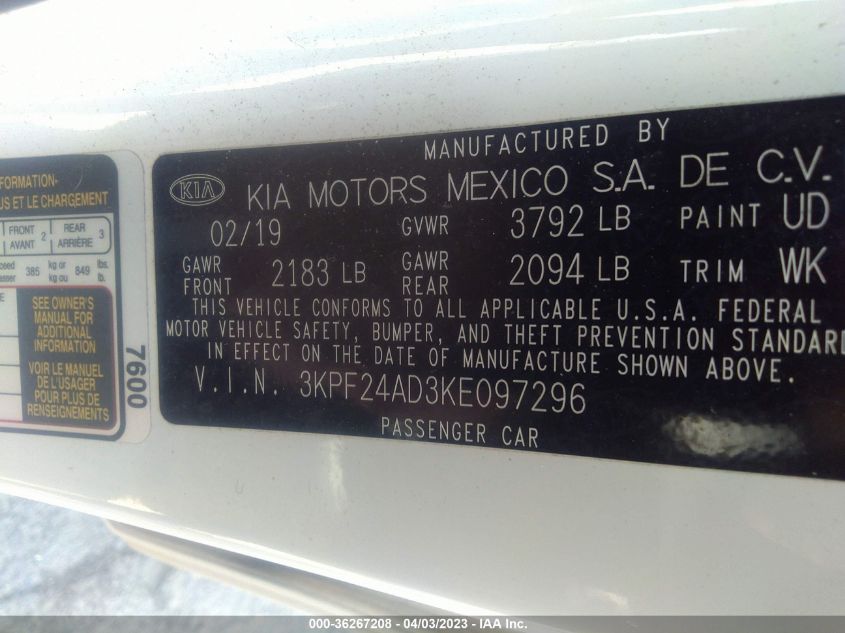 FORMATION-
US ET LE CHARGEMENT
FRONT AVANT 2 REAR ARRIÈRE 3
385 kg or kg ou 849 lbs. lb.
SEE OWNER'S
MANUAL FOR
ADDITIONAL
INFORMATION
VOIR LE MANUEL
DE L'USAGER
POUR PLUS DE
RENSEIGNEMENTS
7600
MANUFACTURED BY
KIA KIA MOTORS MEXICO S.A. DE C.V.
02/19 GVWR 3792 LB PAINT UD
GAWR FRONT 2183 LB GAWR REAR 2094 LB TRIM WK
THIS VEHICLE CONFORMS TO ALL APPLICABLE U.S.A. FEDERAL
MOTOR VEHICLE SAFETY, BUMPER, AND THEFT PREVENTION STANDARD
IN EFFECT ON THE DATE OF MANUFACTURE SHOWN ABOVE.
V.I.N. 3KPF24AD3KE097296
PASSENGER CAR
000-36267208 - 04/03/2023 - IAA Inc.